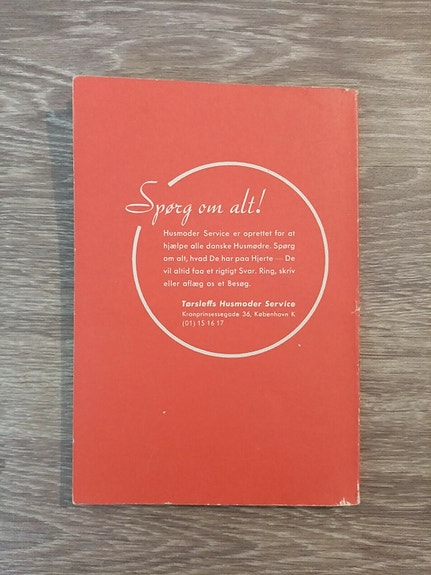 Spørg om alt!
Husmoder Service er oprettet for at
hjælpe alle danske Husmødre. Spørg
om alt, hvad De har paa Hjerte — De
vil altid faa et rigtigt Svar. Ring, skriv
eller aflæg os et Besøg.
Tørsleffs Husmoder Service
Kronprinsessegade 36, København K
(01) 15 16 17